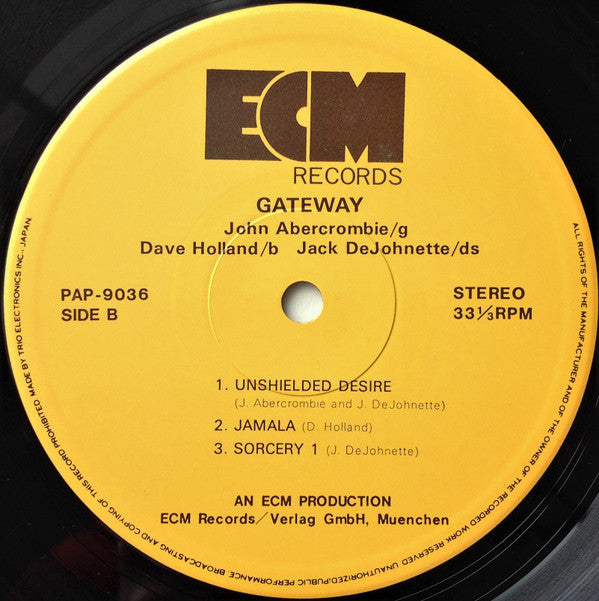 ECM
RECORDS
GATEWAY
John Abercrombie/g
Dave Holland/b Jack DeJohnette/ds
PAP-9036
SIDE B
STEREO
33⅓RPM
1. UNSHIELDED DESIRE
(J. Abercrombie and J. DeJohnette)
2. JAMALA (D. Holland)
3. SORCERY 1 (J. DeJohnette)
AN ECM PRODUCTION
ECM Records/Verlag GmbH, Muenchen
ALL RIGHTS OF THE MANUFACTURER AND OF THE OWNER OF THE RECORDED WORK RESERVED UNAUTHORIZED PUBLIC PERFORMANCE BROADCASTING AND COPYING OF THIS RECORD PROHIBITED MADE BY TRIO ELECTRONICS INC., JAPAN.